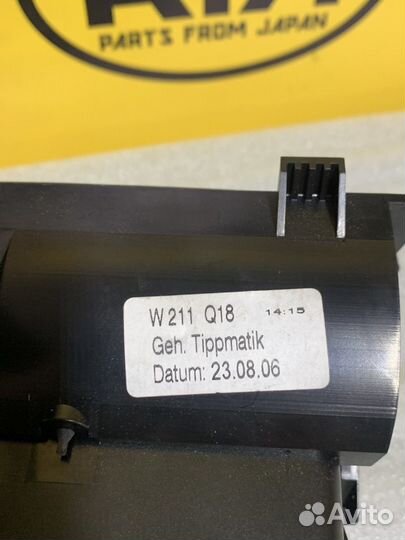 PARTS FROM JAPAN
W 211 Q18 14:15
Geh. Tippmatik
Datum: 23.08.06
Avito